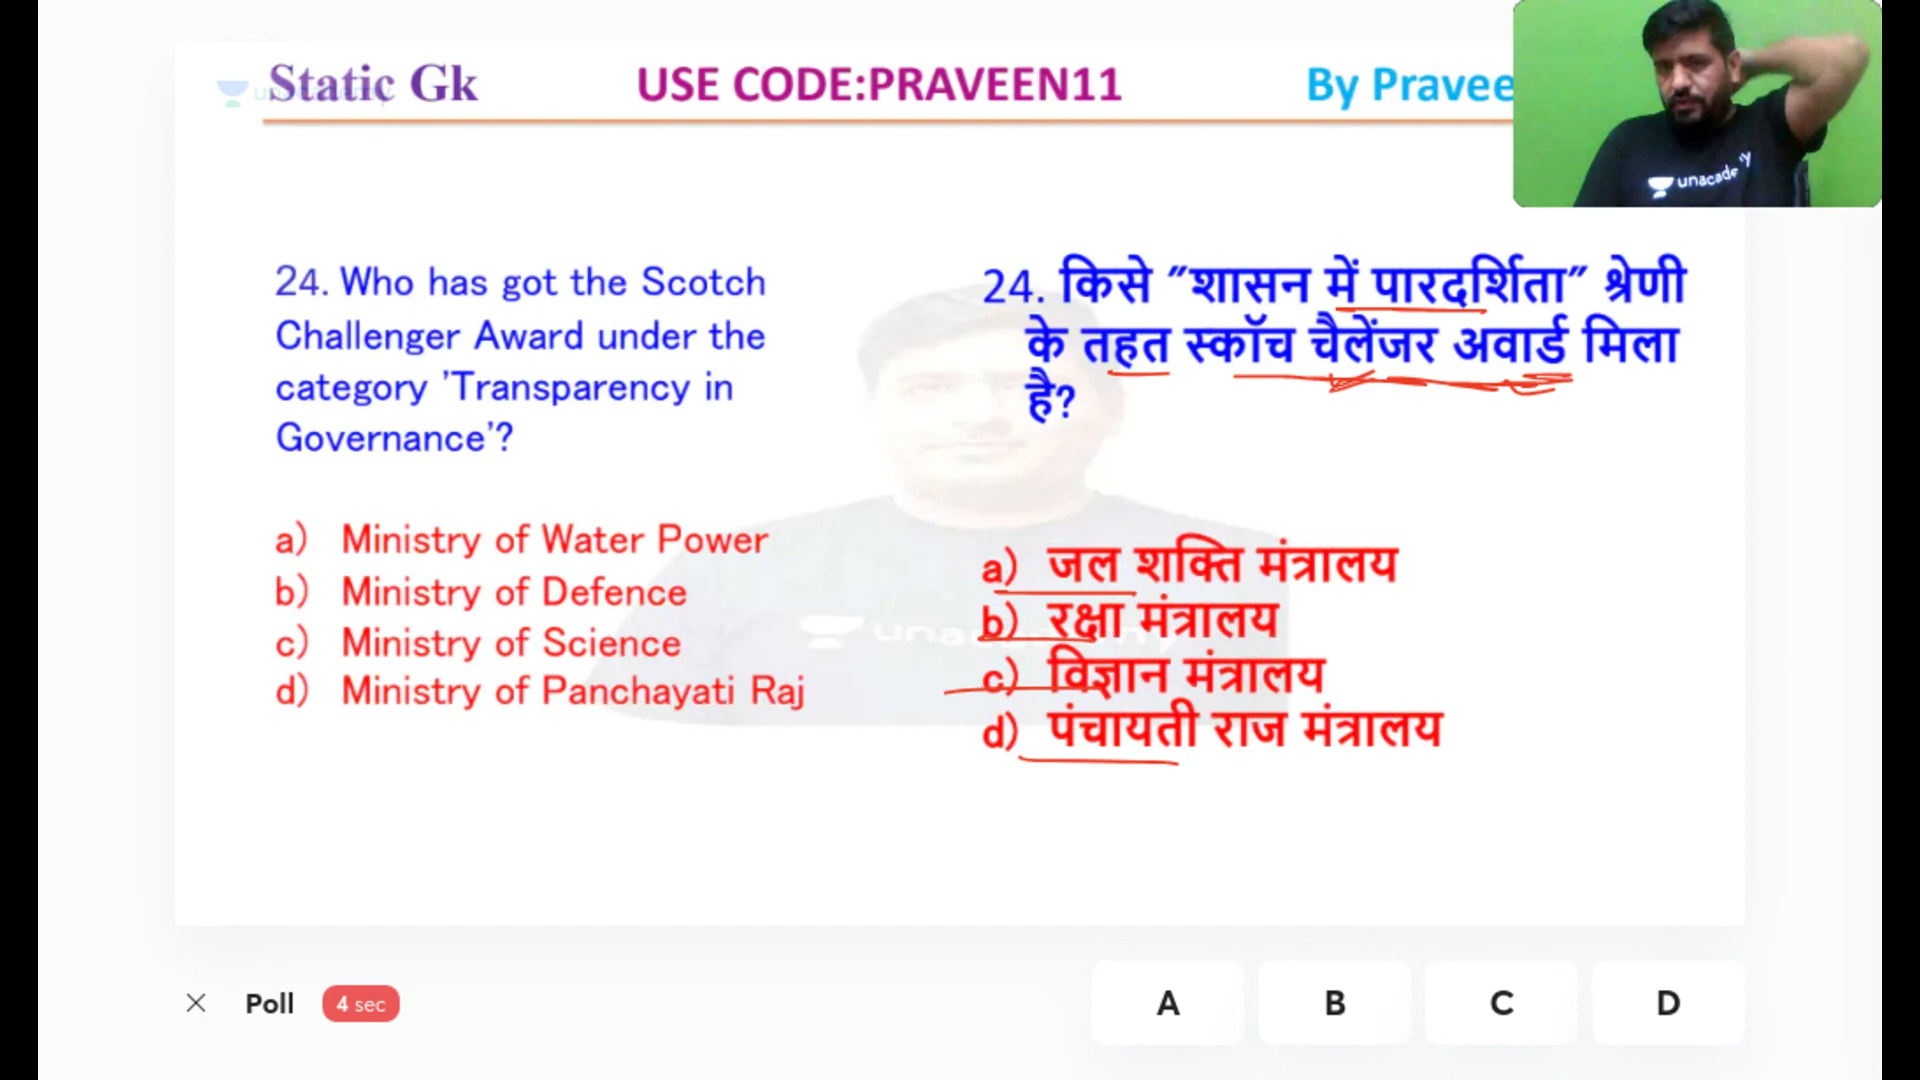 Static Gk
USE CODE:PRAVEEN11
By Pravee
unacademy
24. Who has got the Scotch
Challenger Award under the
category 'Transparency in
Governance'?
a) Ministry of Water Power
b) Ministry of Defence
c) Ministry of Science
d) Ministry of Panchayati Raj
24. किसे "शासन में पारदर्शिता" श्रेणी
के तहत स्कॉच चैलेंजर अवार्ड मिला
है?
a) जल शक्ति मंत्रालय
b) रक्षा मंत्रालय
c) विज्ञान मंत्रालय
d) पंचायती राज मंत्रालय
Poll 4 sec
A B C D